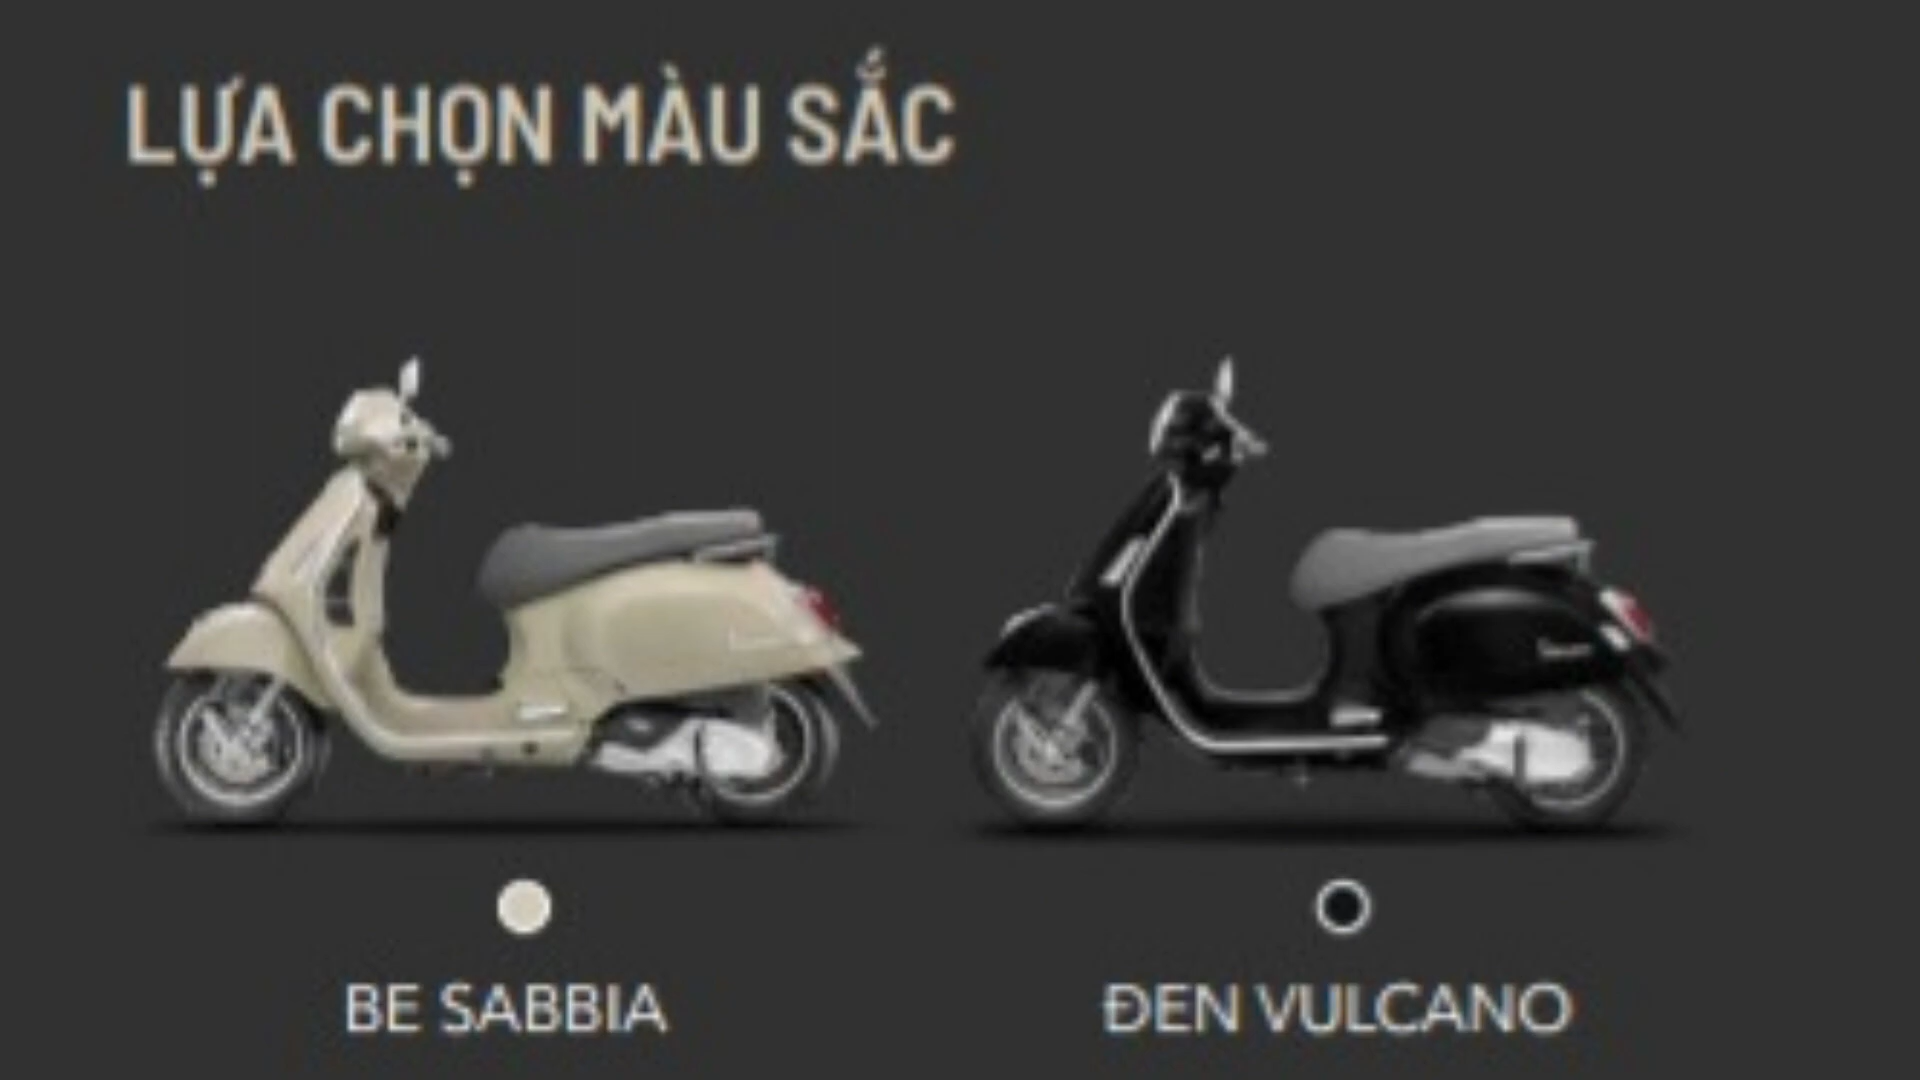 LỰA CHỌN MÀU SẮC
BE SABBIA
ĐEN VULCANO